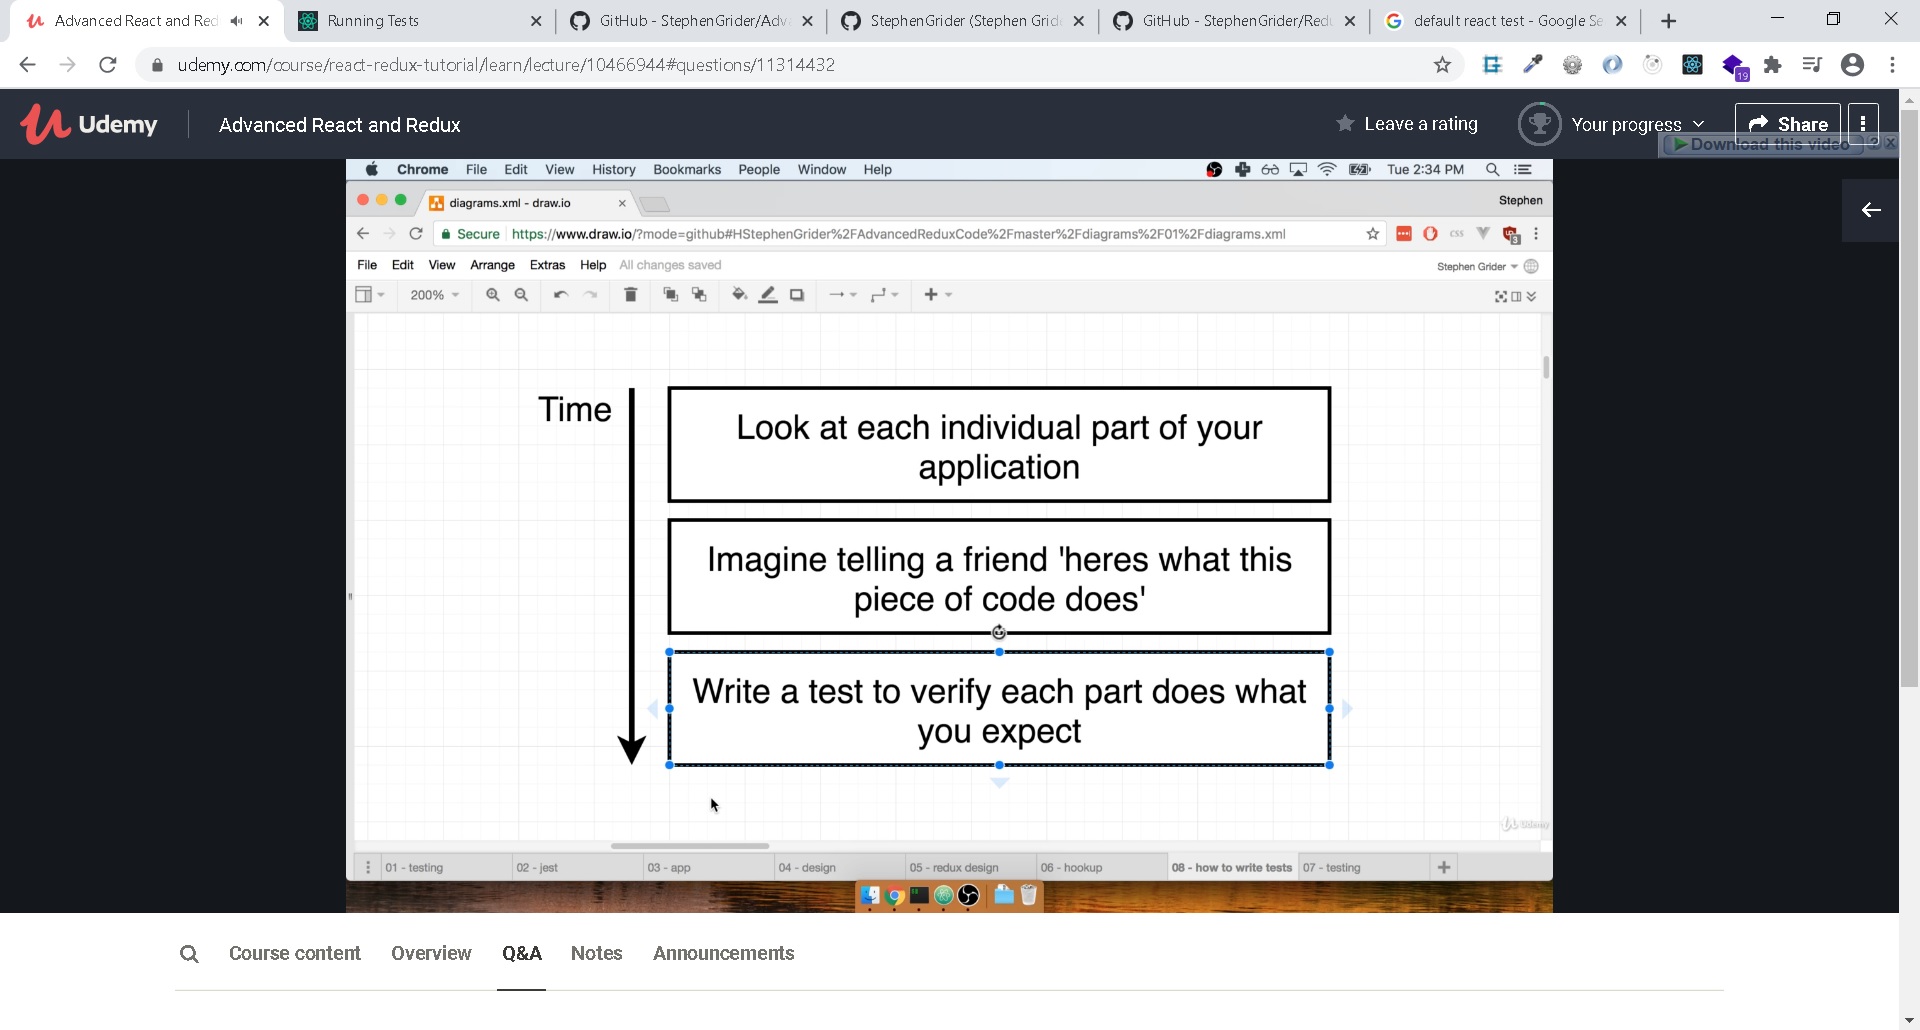 Advanced React and Red
Running Tests
GitHub - StephenGrider/Adv
StephenGrider (Stephen Gride
GitHub - StephenGrider/Redu
default react test - Google Se
udemy.com/course/react-redux-tutorial/learn/lecture/10466944#questions/11314432
19
Udemy
Advanced React and Redux
Leave a rating
Your progress
Share
Download this video
? X
Chrome File Edit View History Bookmarks People Window Help
Tue 2:34 PM
diagrams.xml - draw.io
Stephen
Secure
https://www.draw.io/?mode=github#HStephenGrider%2FAdvancedReduxCode%2Fmaster%2Fdiagrams%2F01%2Fdiagrams.xml
CSS
3
File Edit View Arrange Extras Help All changes saved
Stephen Grider
200%
Time
Look at each individual part of your
application
Imagine telling a friend 'heres what this
piece of code does'
Write a test to verify each part does what
you expect
Udemy
01 - testing
02 - jest
03 - app
04 - design
05 - redux design
06 - hookup
08 - how to write tests
07 - testing
Course content
Overview
Q&A
Notes
Announcements